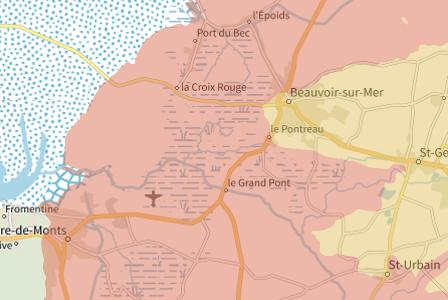 l'Époids
Port du Bec
la Croix Rouge
Beauvoir-sur-Mer
le Pontreau
St-Ge
le Grand Pont
Fromentine
re-de-Monts
ive
St-Urbain